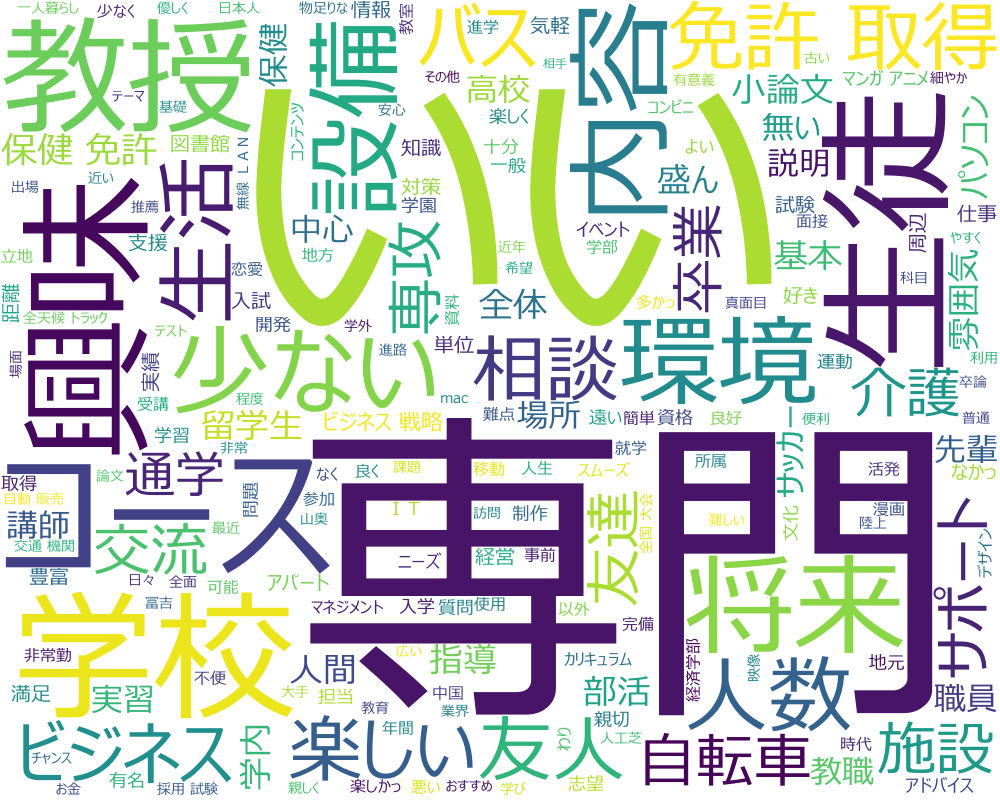 一人暮らし
少なく
優しく
日本人
物足りな
情報
教室
バス
進学
気軽
免許
取得
教授
テーマ
基礎
保健
設備
その他
高校
相手
内容
有意義
古い
小論文
マンガ アニメ
細やか
コンビニ
保健 免許
図書館
無線 LAN
コンテンツ
安心
楽しく
いい
知識
十分
一般
よい
無い
パソコン
興味
出場
近い
推薦
生活
対策
学園
盛ん
説明
生徒
試験
面接
仕事
立地
支援
中心
地方
専攻
近年
希望
イベント
学部
卒業
基本
周辺
やすく
距離
恋愛
入試
資料
全体
多かっ
真面目
好き
科目
雰囲気
全天候 トラック
開発
学外
場面
テスト
実績
少ない
進路
単位
相談
環境
運動
利用
受講
程度
mac
介護
卒論
留学生
ビジネス 戦略
難点
場所
遠い
簡単
資格
良好
サッカー
便利
普通
学習
非常
就学
先輩
コース
通学
専門
取得
論文
なく
良く
課題
移動
人生
スムーズ
所属
活発
なかっ
自動 販売
講師
問題
参加
山奥
ＩＴ
訪問
制作
友達
全国 大会
難しい
文化
漫画
陸上
デザイン
交通 機関
交流
最近
ニーズ
経営
事前
サポート
豊富
日々
全面
可能
アパート
学校
冨吉
マネジメント
入学
質問
使用
以外
将来
非常勤
完備
広い
指導
カリキュラム
経済学部
地元
満足
実習
不便
人間
大手
担当
中国
業界
部活
親切
映像
人数
職員
ビジネス
チャンス
学内
楽しい
教育
年間
友人
わり
人工芝
自転車
時代
教職
施設
お金
有名
採用 試験
親しく
楽しかっ
悪い
おすすめ
学び
志望
アドバイス